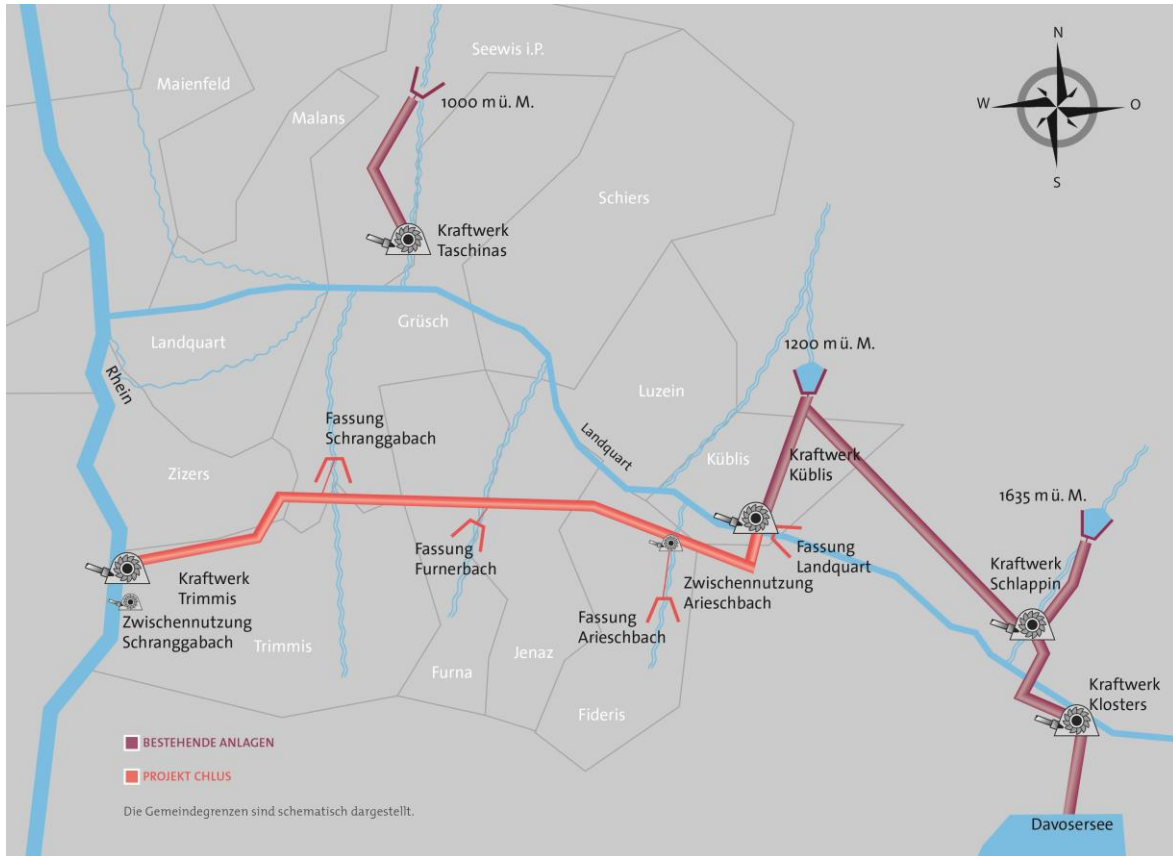 N
W
O
S
Seewis i.P.
Maienfeld
1000 m ü. M.
Malans
Schiers
Kraftwerk
Taschinas
Grüsch
Landquart
1200 m ü. M.
Rhein
Luzein
Fassung
Schranggabach
Landquart
Küblis
Kraftwerk
Küblis
Zizers
1635 m ü. M.
Fassung
Furnerbach
Fassung
Landquart
Kraftwerk
Schlappin
Kraftwerk
Trimmis
Zwischennutzung
Arieschbach
Zwischennutzung
Schranggabach
Fassung
Arieschbach
Trimmis
Jenaz
Furna
Kraftwerk
Klosters
Fideris
BESTEHENDE ANLAGEN
PROJEKT CHLUS
Die Gemeindegrenzen sind schematisch dargestellt.
Davosersee